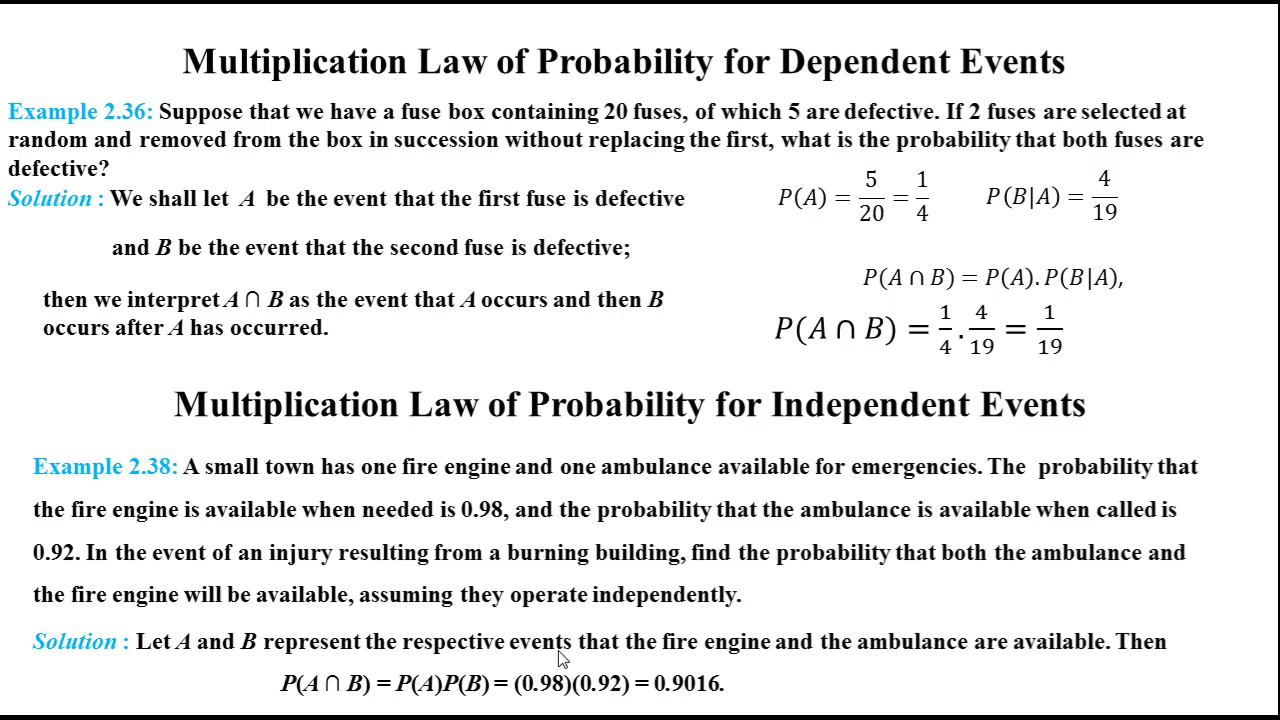 Multiplication Law of Probability for Dependent Events
Example 2.36: Suppose that we have a fuse box containing 20 fuses, of which 5 are defective. If 2 fuses are selected at
random and removed from the box in succession without replacing the first, what is the probability that both fuses are
defective?
Solution : We shall let A be the event that the first fuse is defective
and B be the event that the second fuse is defective;
then we interpret A ∩ B as the event that A occurs and then B
occurs after A has occurred.
P(A) = 5/20 = 1/4 P(B|A) = 4/19
P(A ∩ B) = P(A). P(B|A),
P(A ∩ B) = 1/4 . 4/19 = 1/19
Multiplication Law of Probability for Independent Events
Example 2.38: A small town has one fire engine and one ambulance available for emergencies. The probability that
the fire engine is available when needed is 0.98, and the probability that the ambulance is available when called is
0.92. In the event of an injury resulting from a burning building, find the probability that both the ambulance and
the fire engine will be available, assuming they operate independently.
Solution : Let A and B represent the respective events that the fire engine and the ambulance are available. Then
P(A ∩ B) = P(A)P(B) = (0.98)(0.92) = 0.9016.